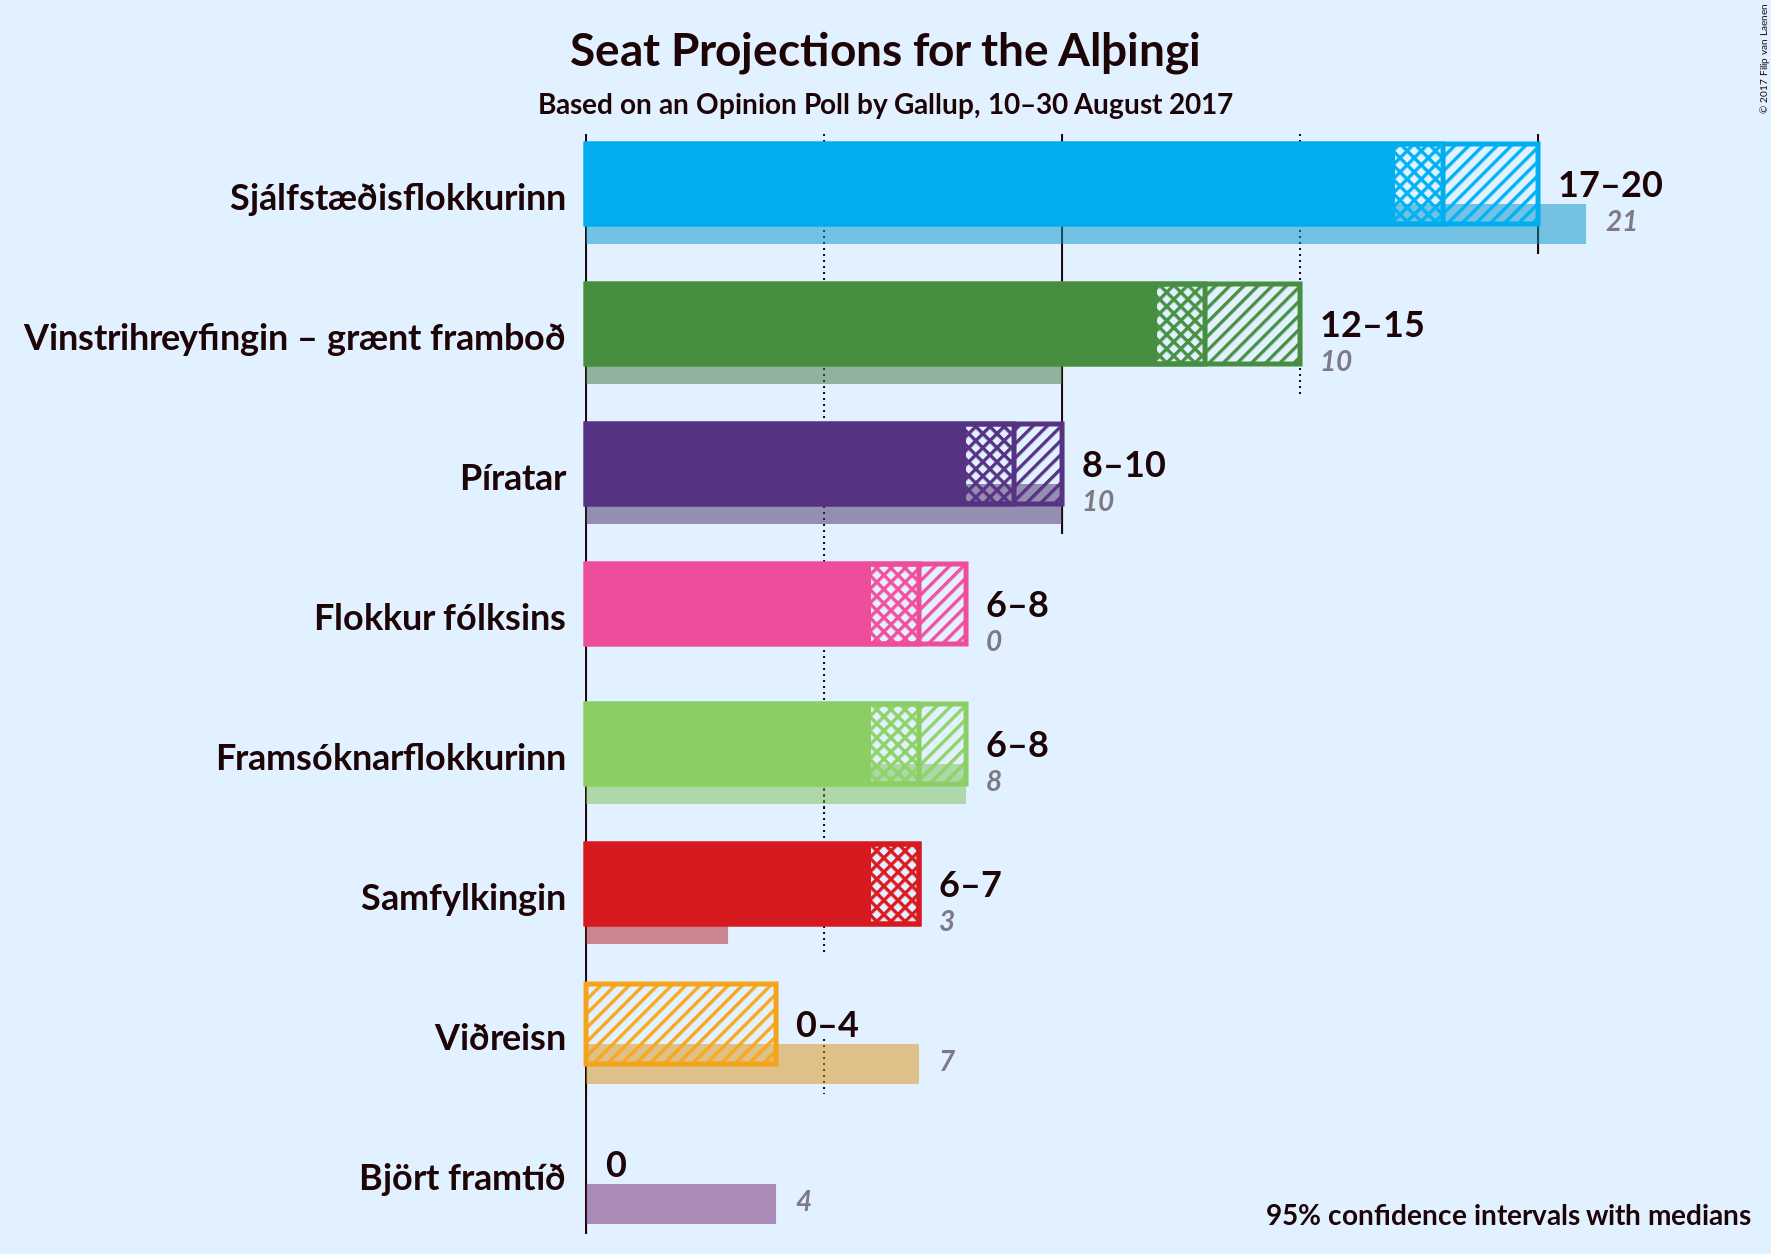 Seat Projections for the Alþingi
Based on an Opinion Poll by Gallup, 10–30 August 2017
© 2017 Filip van Laenen
Sjálfstæðisflokkurinn
17–20
21
Vinstrihreyfingin – grænt framboð
12–15
10
Píratar
8–10
10
Flokkur fólksins
6–8
0
Framsóknarflokkurinn
6–8
8
Samfylkingin
6–7
3
Viðreisn
0–4
7
Björt framtíð
0
4
95% confidence intervals with medians